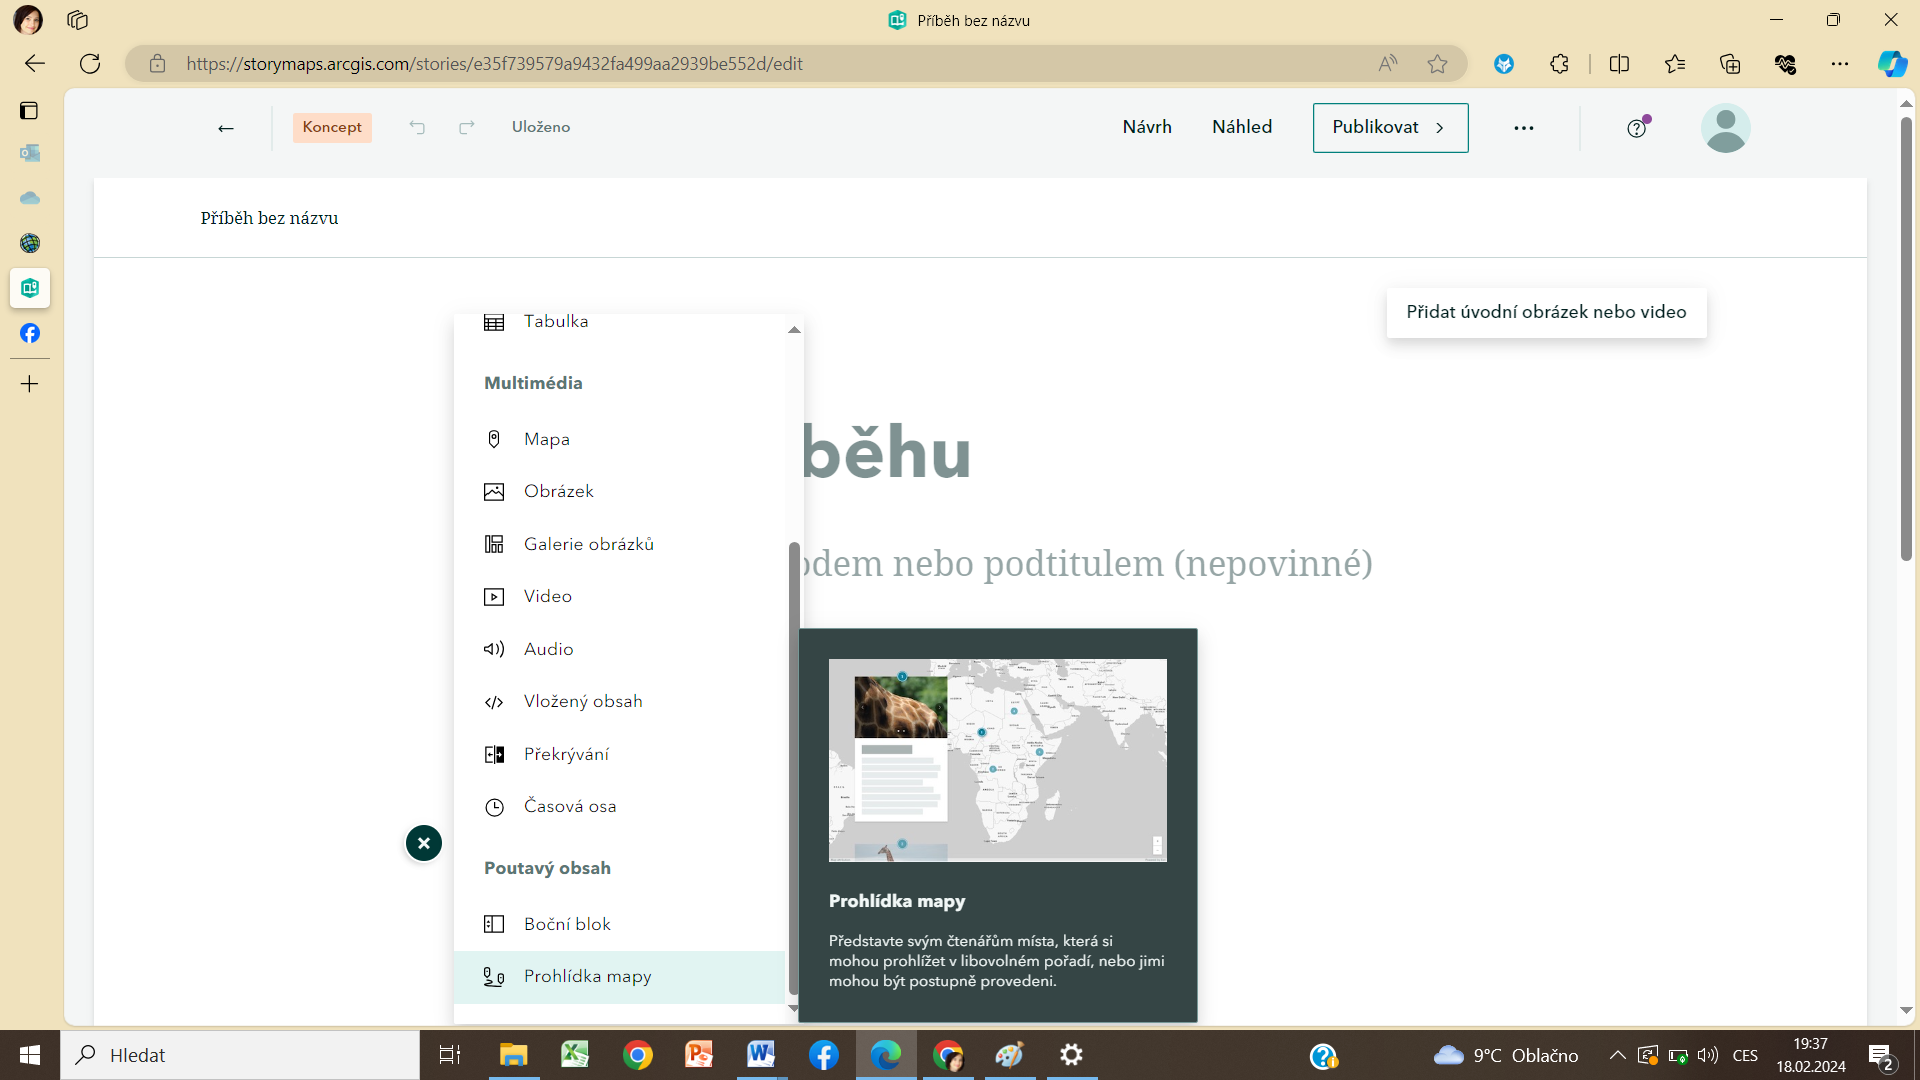 Příběh bez názvu
https://storymaps.arcgis.com/stories/e35f739579a9432fa499aa2939be552d/edit
Koncept
Uloženo
Návrh
Náhled
Publikovat
Příběh bez názvu
Přidat úvodní obrázek nebo video
Tabulka
Multimédia
Mapa
běhu
Obrázek
Galerie obrázků
odem nebo podtitulem (nepovinné)
Video
Audio
Vložený obsah
Překrývání
Časová osa
Poutavý obsah
Boční blok
Prohlídka mapy
Prohlídka mapy
Představte svým čtenářům místa, která si
mohou prohlížet v libovolném pořadí, nebo jimi
mohou být postupně provedeni.
Hledat
9°C Oblačno
CES
19:37
18.02.2024
2